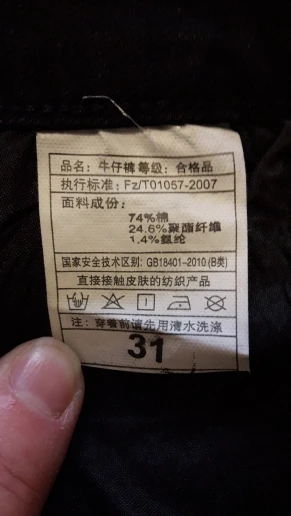 品名：牛仔裤 等级：合格品
执行标准：Fz/T01057-2007
面料成份：
74%棉
24.6%聚酯纤维
1.4%氨纶
国家安全技术区别：GB18401-2010(B类)
直接接触皮肤的纺织产品
注：穿着前请先用清水洗涤
31